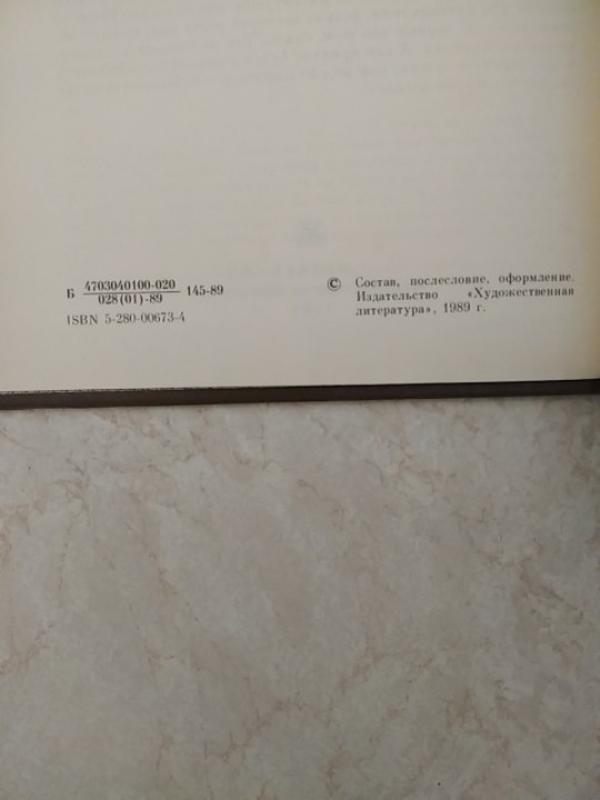 Б 4703040100-020 145-89
028(01)-89
ISBN 5-280-00673-4
© Состав, послесловие, оформление.
Издательство «Художественная
литература», 1989 г.